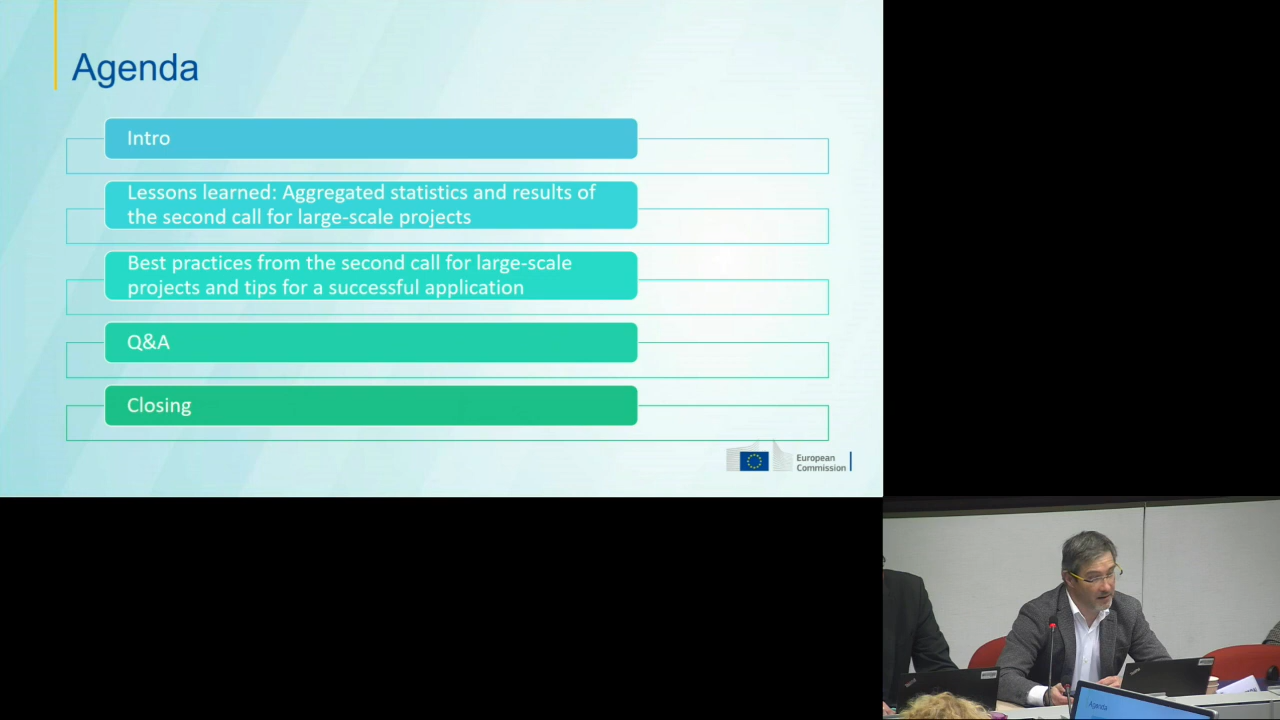 Agenda
Intro
Lessons learned: Aggregated statistics and results of
the second call for large-scale projects
Best practices from the second call for large-scale
projects and tips for a successful application
Q&A
Closing
European
Commission
Agenda